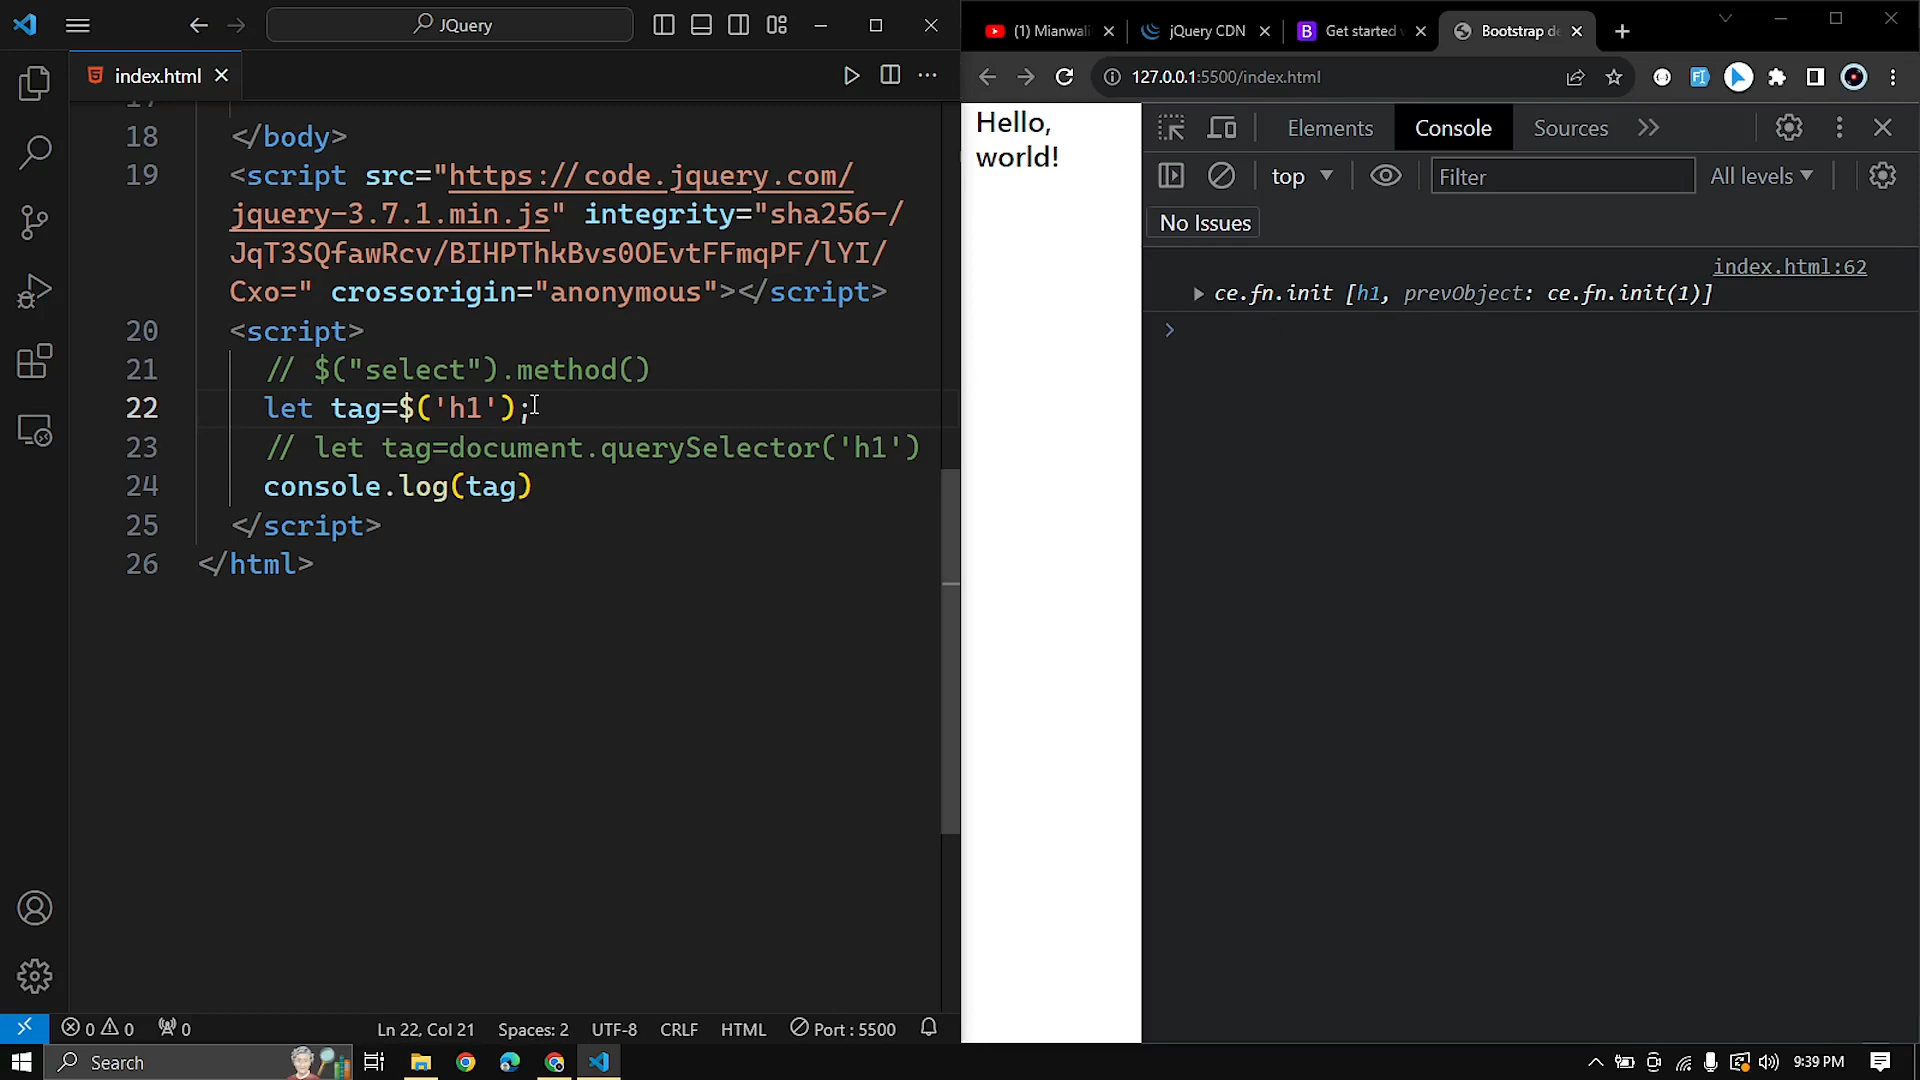 JQuery
index.html
17
18 </body>
19 <script src="https://code.jquery.com/
jquery-3.7.1.min.js" integrity="sha256-/
JqT3SQfawRcv/BIHPThkBvs0OEvtFFmqPF/lYI/
Cxo=" crossorigin="anonymous"></script>
20 <script>
21 // $("select").method()
22 let tag=$('h1');
23 // let tag=document.querySelector('h1')
24 console.log(tag)
25 </script>
26 </html>
0 0 0
Ln 22, Col 21 Spaces: 2 UTF-8 CRLF HTML Port : 5500
(1) Mianwali
jQuery CDN
Get started w
Bootstrap de
127.0.0.1:5500/index.html
Hello,
world!
Elements Console Sources
top Filter All levels
No Issues
index.html:62
ce.fn.init [h1, prevObject: ce.fn.init(1)]
Search
9:39 PM